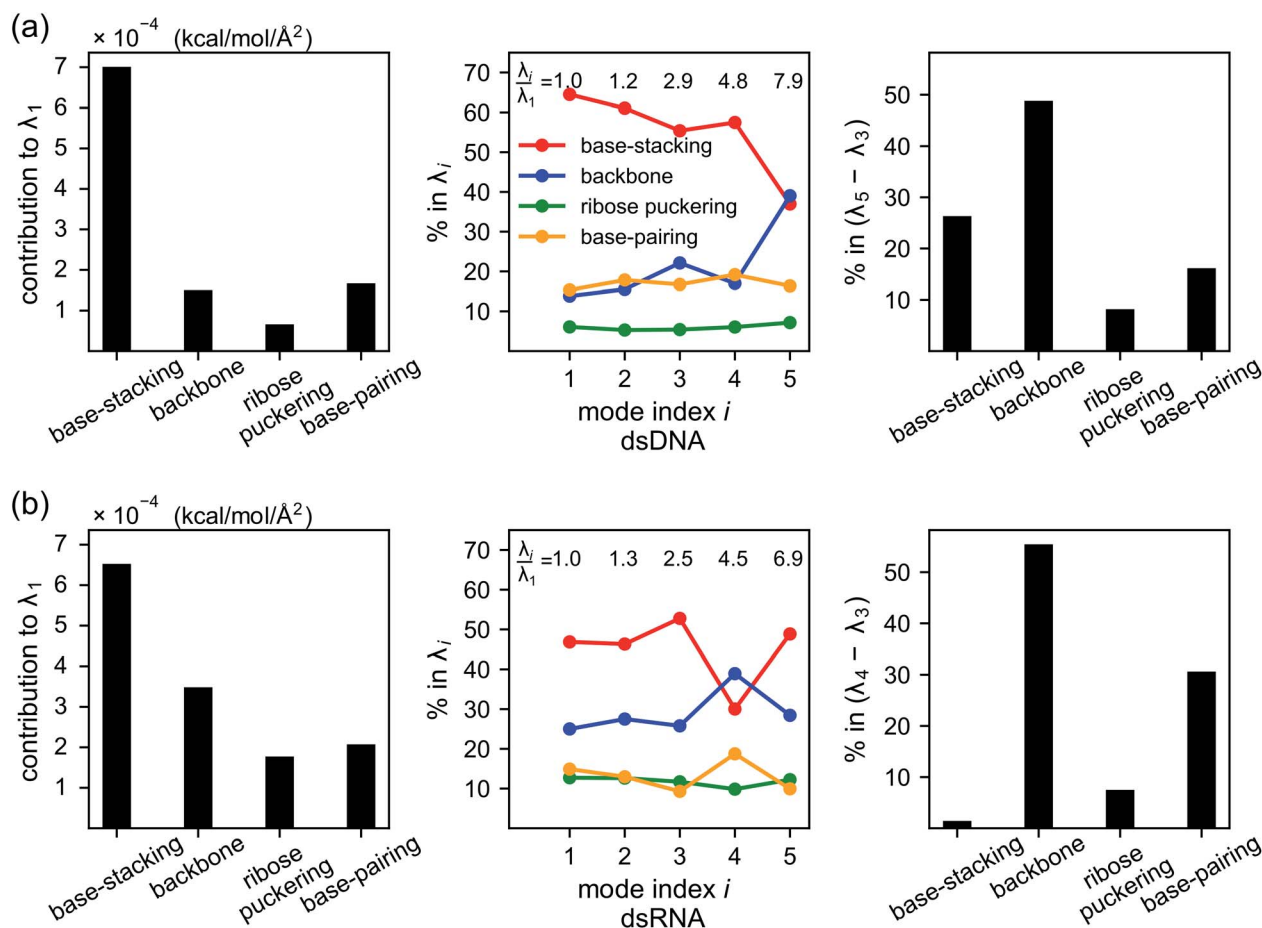 (a)
× 10⁻⁴ (kcal/mol/Å²)
contribution to λ₁
7
6
5
4
3
2
1
base-stacking
backbone
ribose
puckering
base-pairing
% in λᵢ
70
60
50
40
30
20
10
λᵢ/λ₁ =1.0 1.2 2.9 4.8 7.9
base-stacking
backbone
ribose puckering
base-pairing
1 2 3 4 5
mode index i
dsDNA
% in (λ₅ − λ₃)
50
40
30
20
10
base-stacking
backbone
ribose
puckering
base-pairing
(b)
× 10⁻⁴ (kcal/mol/Å²)
contribution to λ₁
7
6
5
4
3
2
1
base-stacking
backbone
ribose
puckering
base-pairing
% in λᵢ
70
60
50
40
30
20
10
λᵢ/λ₁ =1.0 1.3 2.5 4.5 6.9
1 2 3 4 5
mode index i
dsRNA
% in (λ₄ − λ₃)
50
40
30
20
10
base-stacking
backbone
ribose
puckering
base-pairing